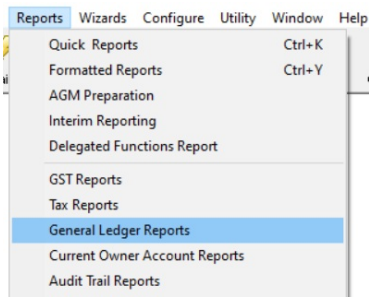 Reports Wizards Configure Utility Window Help
Quick Reports Ctrl+K
Formatted Reports Ctrl+Y
AGM Preparation
Interim Reporting
Delegated Functions Report
GST Reports
Tax Reports
General Ledger Reports
Current Owner Account Reports
Audit Trail Reports